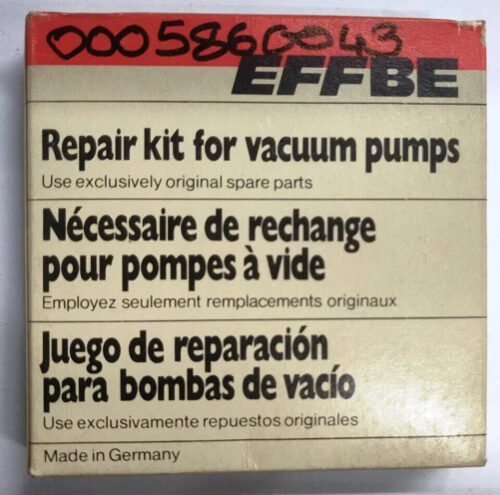 0005860043
EFFBE
Repair kit for vacuum pumps
Use exclusively original spare parts
Nécessaire de rechange
pour pompes à vide
Employez seulement remplacements originaux
Juego de reparación
para bombas de vacío
Use exclusivamente repuestos originales
Made in Germany